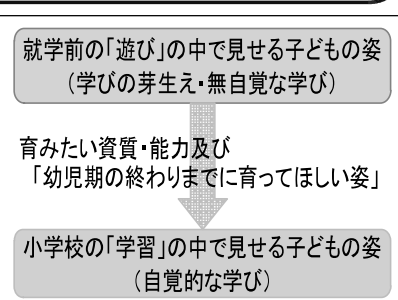 就学前の「遊び」の中で見せる子どもの姿
(学びの芽生え・無自覚な学び)
育みたい資質・能力及び
「幼児期の終わりまでに育ってほしい姿」
小学校の「学習」の中で見せる子どもの姿
(自覚的な学び)